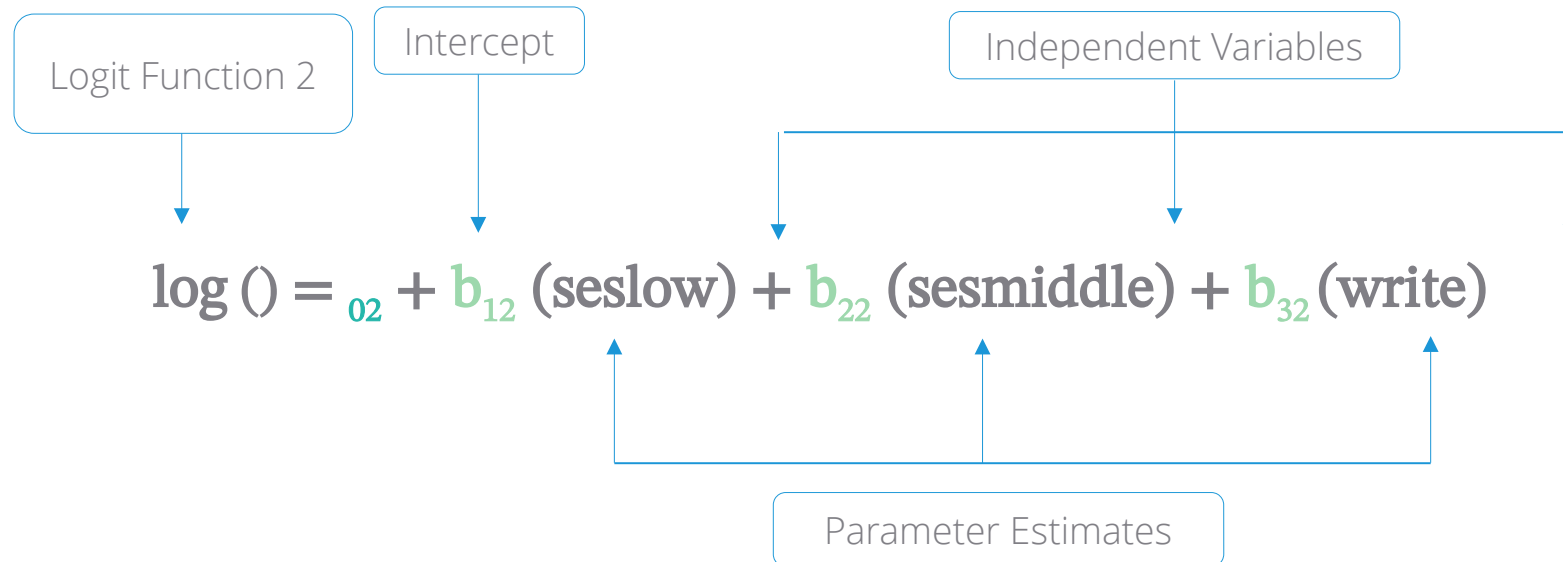 Logit Function 2
Intercept
Independent Variables
log () = ₀₂ + b₁₂ (seslow) + b₂₂ (sesmiddle) + b₃₂ (write)
Parameter Estimates